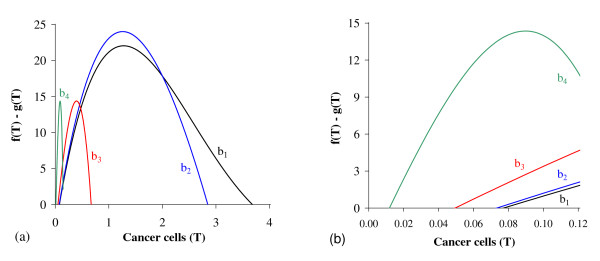 25
20
15
10
5
0
f(T) - g(T)
b4
b3
b2
b1
0 1 2 3 4
(a) Cancer cells (T)
15
12
9
6
3
0
f(T) - g(T)
b4
b3
b2
b1
0.00 0.02 0.04 0.06 0.08 0.10 0.12
(b) Cancer cells (T)